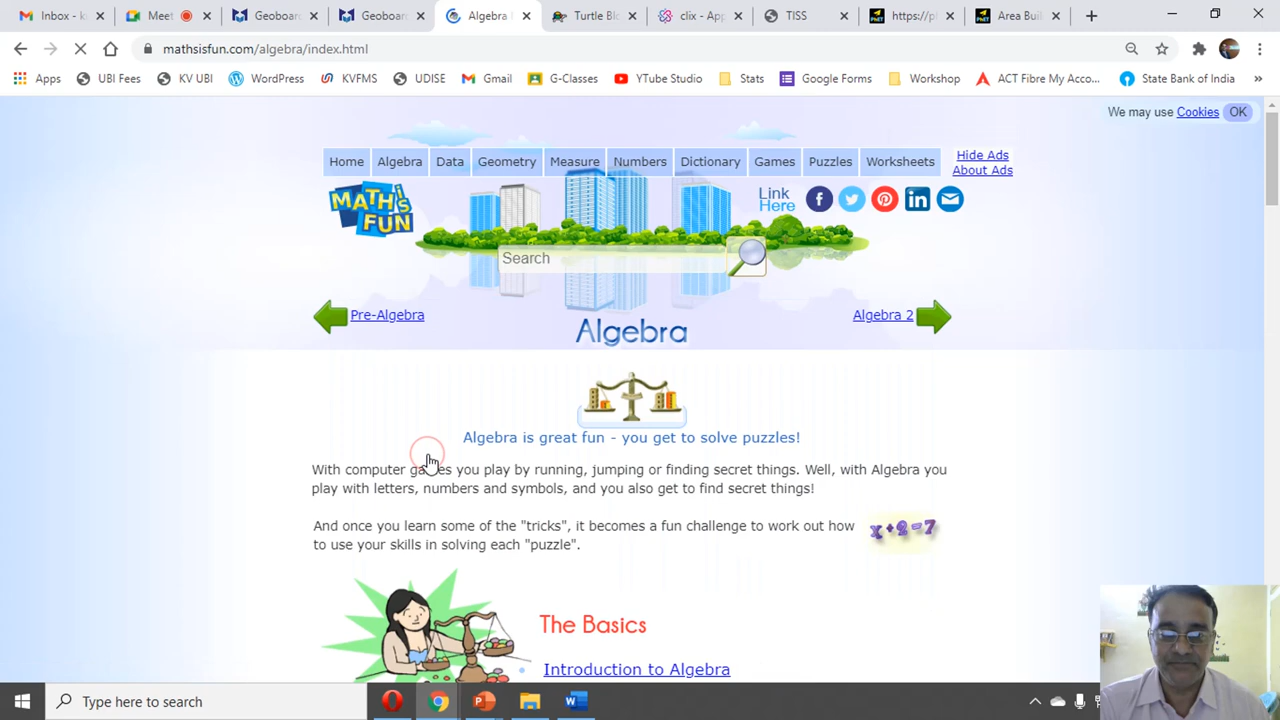 Inbox - k
Meet
Geoboard
Geoboard
Algebra
Turtle Blo
clix - App
TISS
https://pl
Area Buil
mathsisfun.com/algebra/index.html
Apps
UBI Fees
KV UBI
WordPress
KVFMS
UDISE
Gmail
G-Classes
YTube Studio
Stats
Google Forms
Workshop
ACT Fibre My Acco...
State Bank of India
We may use Cookies OK
Home Algebra Data Geometry Measure Numbers Dictionary Games Puzzles Worksheets
Hide Ads
About Ads
MATH IS FUN
Link
Here
Search
Pre-Algebra
Algebra 2
Algebra
Algebra is great fun - you get to solve puzzles!
With computer games you play by running, jumping or finding secret things. Well, with Algebra you
play with letters, numbers and symbols, and you also get to find secret things!
And once you learn some of the "tricks", it becomes a fun challenge to work out how
to use your skills in solving each "puzzle".
x+2=7
The Basics
Introduction to Algebra
Type here to search